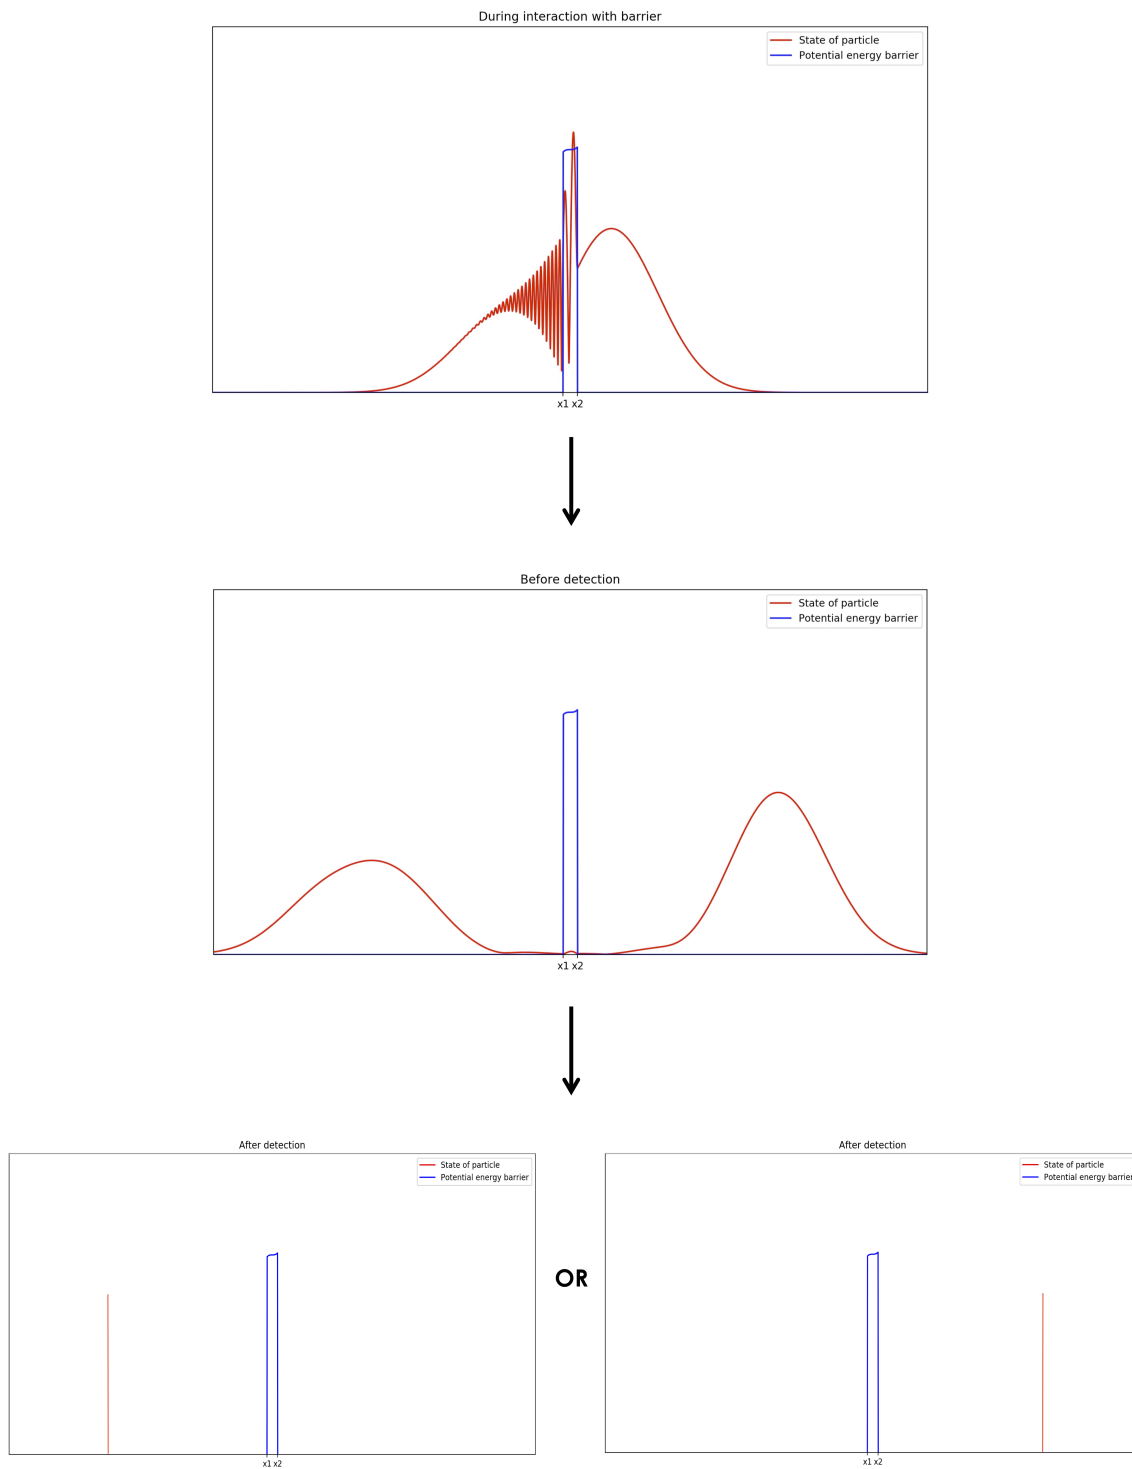 During interaction with barrier
State of particle
Potential energy barrier
x1 x2
Before detection
State of particle
Potential energy barrier
x1 x2
After detection
State of particle
Potential energy barrier
x1 x2
OR
After detection
State of particle
Potential energy barrier
x1 x2